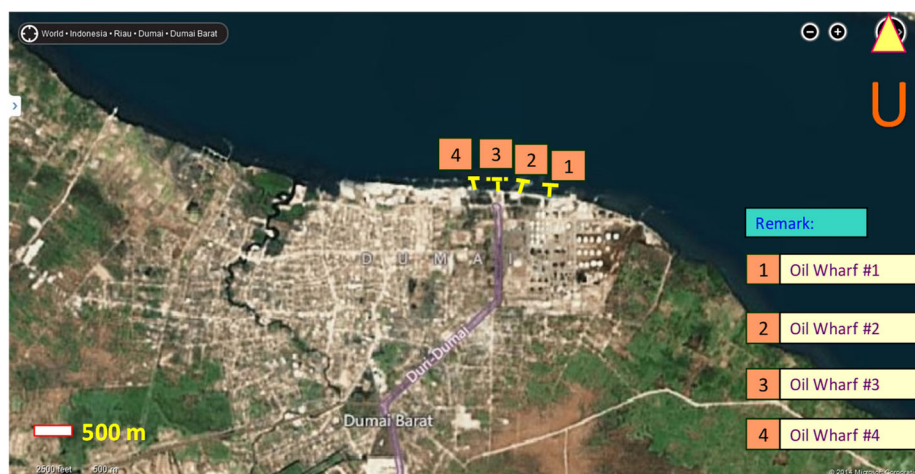 World • Indonesia • Riau • Dumai • Dumai Barat
U
4
3
2
1
Remark:
1 Oil Wharf #1
DUMAI
2 Oil Wharf #2
Duri-Dumai
3 Oil Wharf #3
Dumai Barat
4 Oil Wharf #4
500 m
2500 feet 500 m